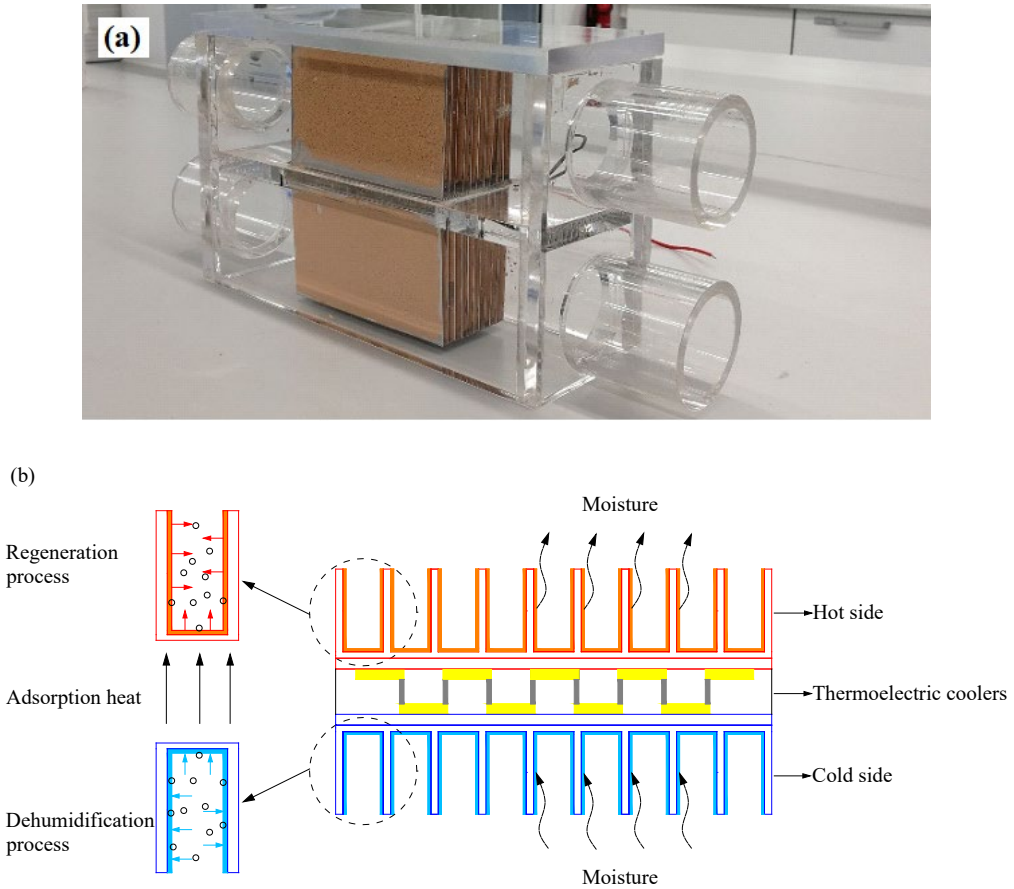 (a)
(b)
Moisture
Regeneration
process
Hot side
Adsorption heat
Thermoelectric coolers
Cold side
Dehumidification
process
Moisture